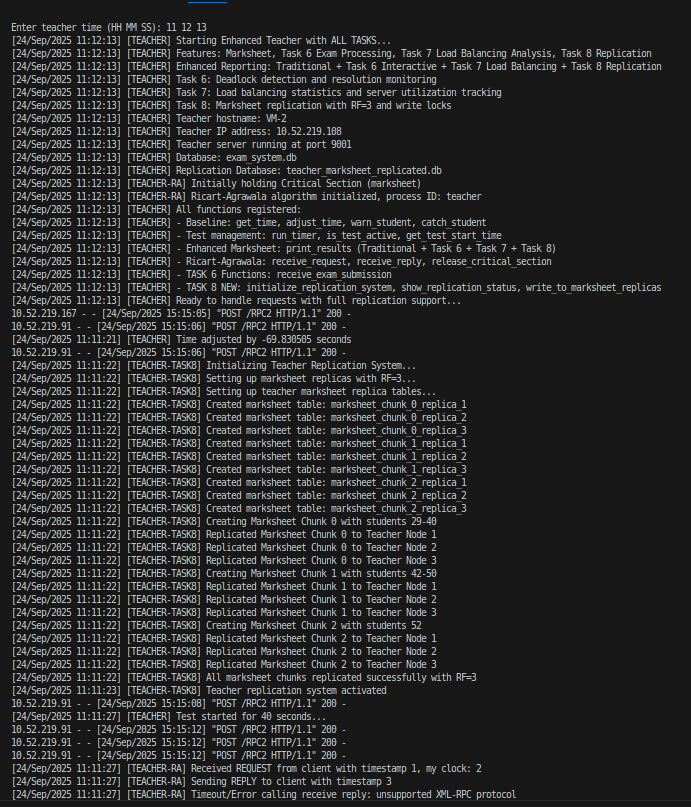 Enter teacher time (HH MM SS): 11 12 13
[24/Sep/2025 11:12:13] [TEACHER] Starting Enhanced Teacher with ALL TASKS...
[24/Sep/2025 11:12:13] [TEACHER] Features: Marksheet, Task 6 Exam Processing, Task 7 Load Balancing Analysis, Task 8 Replication
[24/Sep/2025 11:12:13] [TEACHER] Enhanced Reporting: Traditional + Task 6 Interactive + Task 7 Load Balancing + Task 8 Replication
[24/Sep/2025 11:12:13] [TEACHER] Task 6: Deadlock detection and resolution monitoring
[24/Sep/2025 11:12:13] [TEACHER] Task 7: Load balancing statistics and server utilization tracking
[24/Sep/2025 11:12:13] [TEACHER] Task 8: Marksheet replication with RF=3 and write locks
[24/Sep/2025 11:12:13] [TEACHER] Teacher hostname: VM-2
[24/Sep/2025 11:12:13] [TEACHER] Teacher IP address: 10.52.219.108
[24/Sep/2025 11:12:13] [TEACHER] Teacher server running at port 9001
[24/Sep/2025 11:12:13] [TEACHER] Database: exam_system.db
[24/Sep/2025 11:12:13] [TEACHER] Replication Database: teacher_marksheet_replicated.db
[24/Sep/2025 11:12:13] [TEACHER-RA] Initially holding Critical Section (marksheet)
[24/Sep/2025 11:12:13] [TEACHER-RA] Ricart-Agrawala algorithm initialized, process ID: teacher
[24/Sep/2025 11:12:13] [TEACHER] All functions registered:
[24/Sep/2025 11:12:13] [TEACHER] - Baseline: get_time, adjust_time, warn_student, catch_student
[24/Sep/2025 11:12:13] [TEACHER] - Test management: run_timer, is_test_active, get_test_start_time
[24/Sep/2025 11:12:13] [TEACHER] - Enhanced Marksheet: print_results (Traditional + Task 6 + Task 7 + Task 8)
[24/Sep/2025 11:12:13] [TEACHER] - Ricart-Agrawala: receive_request, receive_reply, release_critical_section
[24/Sep/2025 11:12:13] [TEACHER] - TASK 6 Functions: receive_exam_submission
[24/Sep/2025 11:12:13] [TEACHER] - TASK 8 NEW: initialize_replication_system, show_replication_status, write_to_marksheet_replicas
[24/Sep/2025 11:12:13] [TEACHER] Ready to handle requests with full replication support...
10.52.219.167 - - [24/Sep/2025 15:15:05] "POST /RPC2 HTTP/1.1" 200 -
10.52.219.91 - - [24/Sep/2025 15:15:06] "POST /RPC2 HTTP/1.1" 200 -
[24/Sep/2025 11:11:21] [TEACHER] Time adjusted by -69.830505 seconds
10.52.219.91 - - [24/Sep/2025 15:15:06] "POST /RPC2 HTTP/1.1" 200 -
[24/Sep/2025 11:11:22] [TEACHER-TASK8] Initializing Teacher Replication System...
[24/Sep/2025 11:11:22] [TEACHER-TASK8] Setting up marksheet replicas with RF=3...
[24/Sep/2025 11:11:22] [TEACHER-TASK8] Setting up teacher marksheet replica tables...
[24/Sep/2025 11:11:22] [TEACHER-TASK8] Created marksheet table: marksheet_chunk_0_replica_1
[24/Sep/2025 11:11:22] [TEACHER-TASK8] Created marksheet table: marksheet_chunk_0_replica_2
[24/Sep/2025 11:11:22] [TEACHER-TASK8] Created marksheet table: marksheet_chunk_0_replica_3
[24/Sep/2025 11:11:22] [TEACHER-TASK8] Created marksheet table: marksheet_chunk_1_replica_1
[24/Sep/2025 11:11:22] [TEACHER-TASK8] Created marksheet table: marksheet_chunk_1_replica_2
[24/Sep/2025 11:11:22] [TEACHER-TASK8] Created marksheet table: marksheet_chunk_1_replica_3
[24/Sep/2025 11:11:22] [TEACHER-TASK8] Created marksheet table: marksheet_chunk_2_replica_1
[24/Sep/2025 11:11:22] [TEACHER-TASK8] Created marksheet table: marksheet_chunk_2_replica_2
[24/Sep/2025 11:11:22] [TEACHER-TASK8] Created marksheet table: marksheet_chunk_2_replica_3
[24/Sep/2025 11:11:22] [TEACHER-TASK8] Creating Marksheet Chunk 0 with students 29-40
[24/Sep/2025 11:11:22] [TEACHER-TASK8] Replicated Marksheet Chunk 0 to Teacher Node 1
[24/Sep/2025 11:11:22] [TEACHER-TASK8] Replicated Marksheet Chunk 0 to Teacher Node 2
[24/Sep/2025 11:11:22] [TEACHER-TASK8] Replicated Marksheet Chunk 0 to Teacher Node 3
[24/Sep/2025 11:11:22] [TEACHER-TASK8] Creating Marksheet Chunk 1 with students 42-50
[24/Sep/2025 11:11:22] [TEACHER-TASK8] Replicated Marksheet Chunk 1 to Teacher Node 1
[24/Sep/2025 11:11:22] [TEACHER-TASK8] Replicated Marksheet Chunk 1 to Teacher Node 2
[24/Sep/2025 11:11:22] [TEACHER-TASK8] Replicated Marksheet Chunk 1 to Teacher Node 3
[24/Sep/2025 11:11:22] [TEACHER-TASK8] Creating Marksheet Chunk 2 with students 52
[24/Sep/2025 11:11:22] [TEACHER-TASK8] Replicated Marksheet Chunk 2 to Teacher Node 1
[24/Sep/2025 11:11:22] [TEACHER-TASK8] Replicated Marksheet Chunk 2 to Teacher Node 2
[24/Sep/2025 11:11:22] [TEACHER-TASK8] Replicated Marksheet Chunk 2 to Teacher Node 3
[24/Sep/2025 11:11:22] [TEACHER-TASK8] All marksheet chunks replicated successfully with RF=3
[24/Sep/2025 11:11:23] [TEACHER-TASK8] Teacher replication system activated
10.52.219.91 - - [24/Sep/2025 15:15:08] "POST /RPC2 HTTP/1.1" 200 -
[24/Sep/2025 11:11:27] [TEACHER] Test started for 40 seconds...
10.52.219.91 - - [24/Sep/2025 15:15:12] "POST /RPC2 HTTP/1.1" 200 -
10.52.219.91 - - [24/Sep/2025 15:15:12] "POST /RPC2 HTTP/1.1" 200 -
10.52.219.91 - - [24/Sep/2025 15:15:12] "POST /RPC2 HTTP/1.1" 200 -
[24/Sep/2025 11:11:27] [TEACHER-RA] Received REQUEST from client with timestamp 1, my clock: 2
[24/Sep/2025 11:11:27] [TEACHER-RA] Sending REPLY to client with timestamp 3
[24/Sep/2025 11:11:27] [TEACHER-RA] Timeout/Error calling receive reply: unsupported XML-RPC protocol